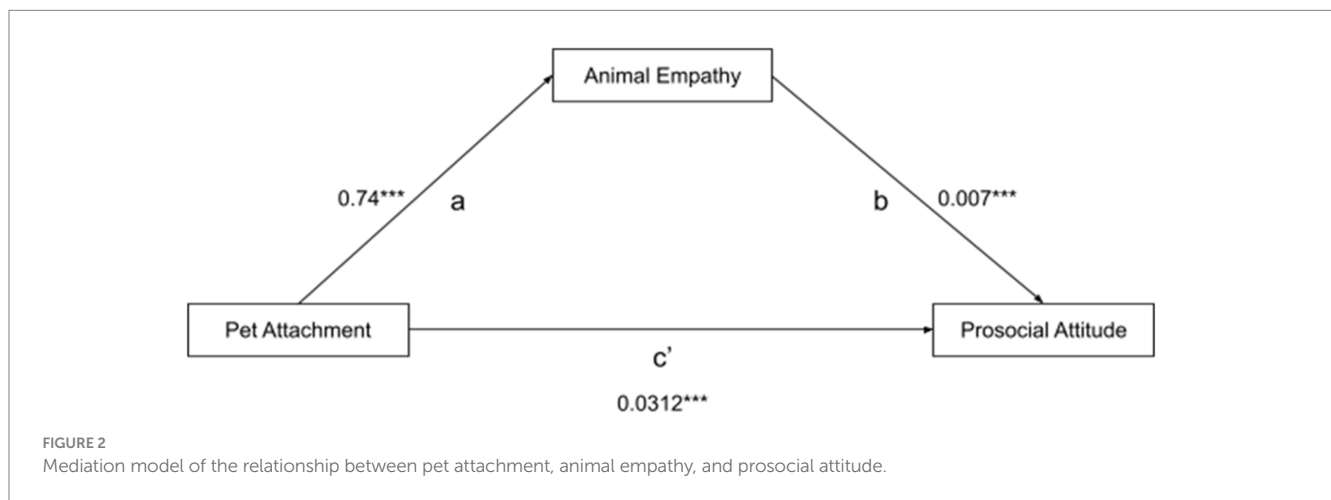 Animal Empathy
0.74***
a
b
0.007***
Pet Attachment
Prosocial Attitude
c'
0.0312***
FIGURE 2
Mediation model of the relationship between pet attachment, animal empathy, and prosocial attitude.